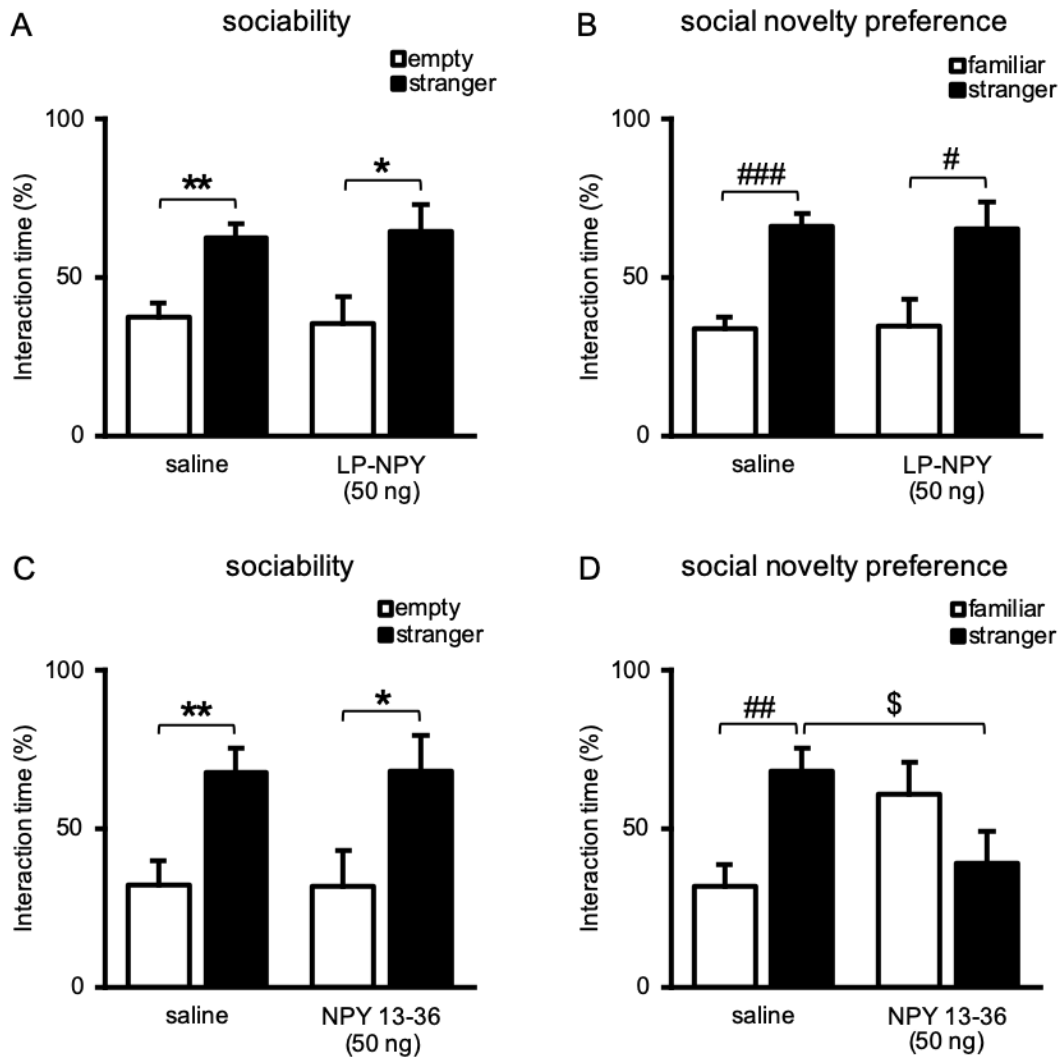 A
sociability
empty
stranger
Interaction time (%)
100
50
0
**
*
saline
LP-NPY
(50 ng)
B
social novelty preference
familiar
stranger
Interaction time (%)
100
50
0
###
#
saline
LP-NPY
(50 ng)
C
sociability
empty
stranger
Interaction time (%)
100
50
0
**
*
saline
NPY 13-36
(50 ng)
D
social novelty preference
familiar
stranger
Interaction time (%)
100
50
0
##
$
saline
NPY 13-36
(50 ng)